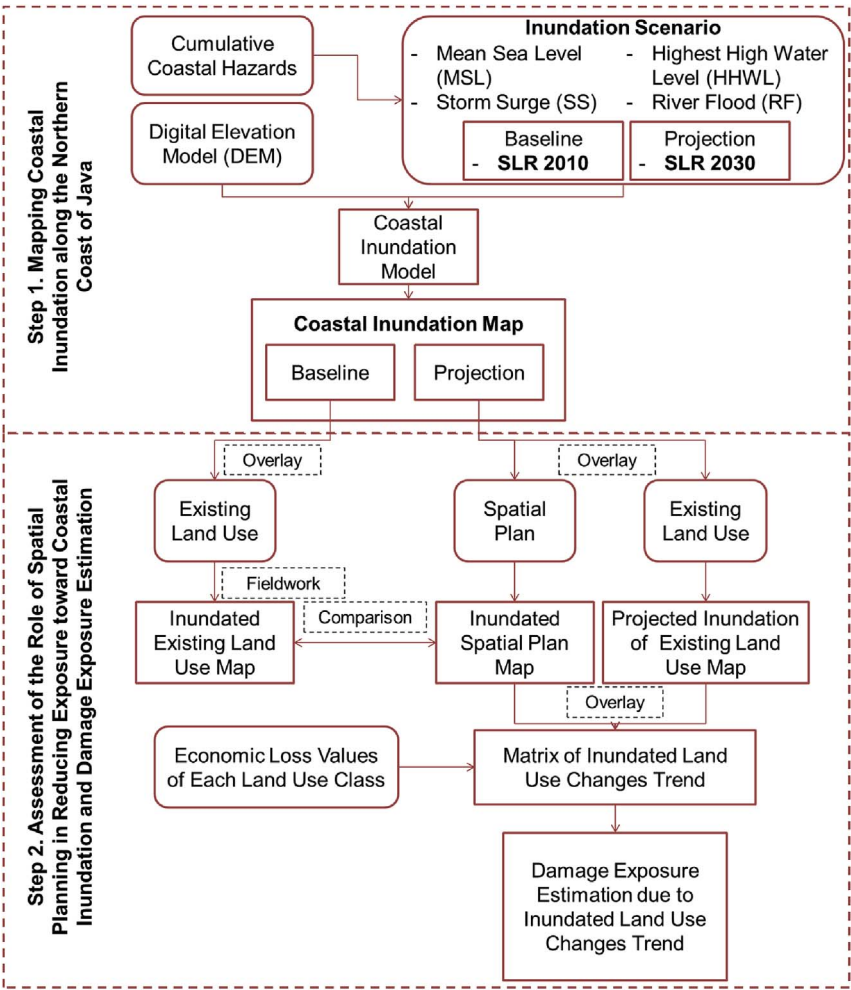 Step 1. Mapping Coastal
Inundation along the Northern
Coast of Java
Cumulative
Coastal Hazards
Digital Elevation
Model (DEM)
Inundation Scenario
- Mean Sea Level
(MSL)
- Storm Surge (SS)
- Highest High Water
Level (HHWL)
- River Flood (RF)
Baseline
- SLR 2010
Projection
- SLR 2030
Coastal
Inundation
Model
Coastal Inundation Map
Baseline
Projection
Step 2. Assessment of the Role of Spatial
Planning in Reducing Exposure toward Coastal
Inundation and Damage Exposure Estimation
Overlay
Overlay
Existing
Land Use
Spatial
Plan
Existing
Land Use
Fieldwork
Inundated
Existing Land
Use Map
Comparison
Inundated
Spatial Plan
Map
Projected Inundation
of Existing Land
Use Map
Overlay
Economic Loss Values
of Each Land Use Class
Matrix of Inundated Land
Use Changes Trend
Damage Exposure
Estimation due to
Inundated Land Use
Changes Trend